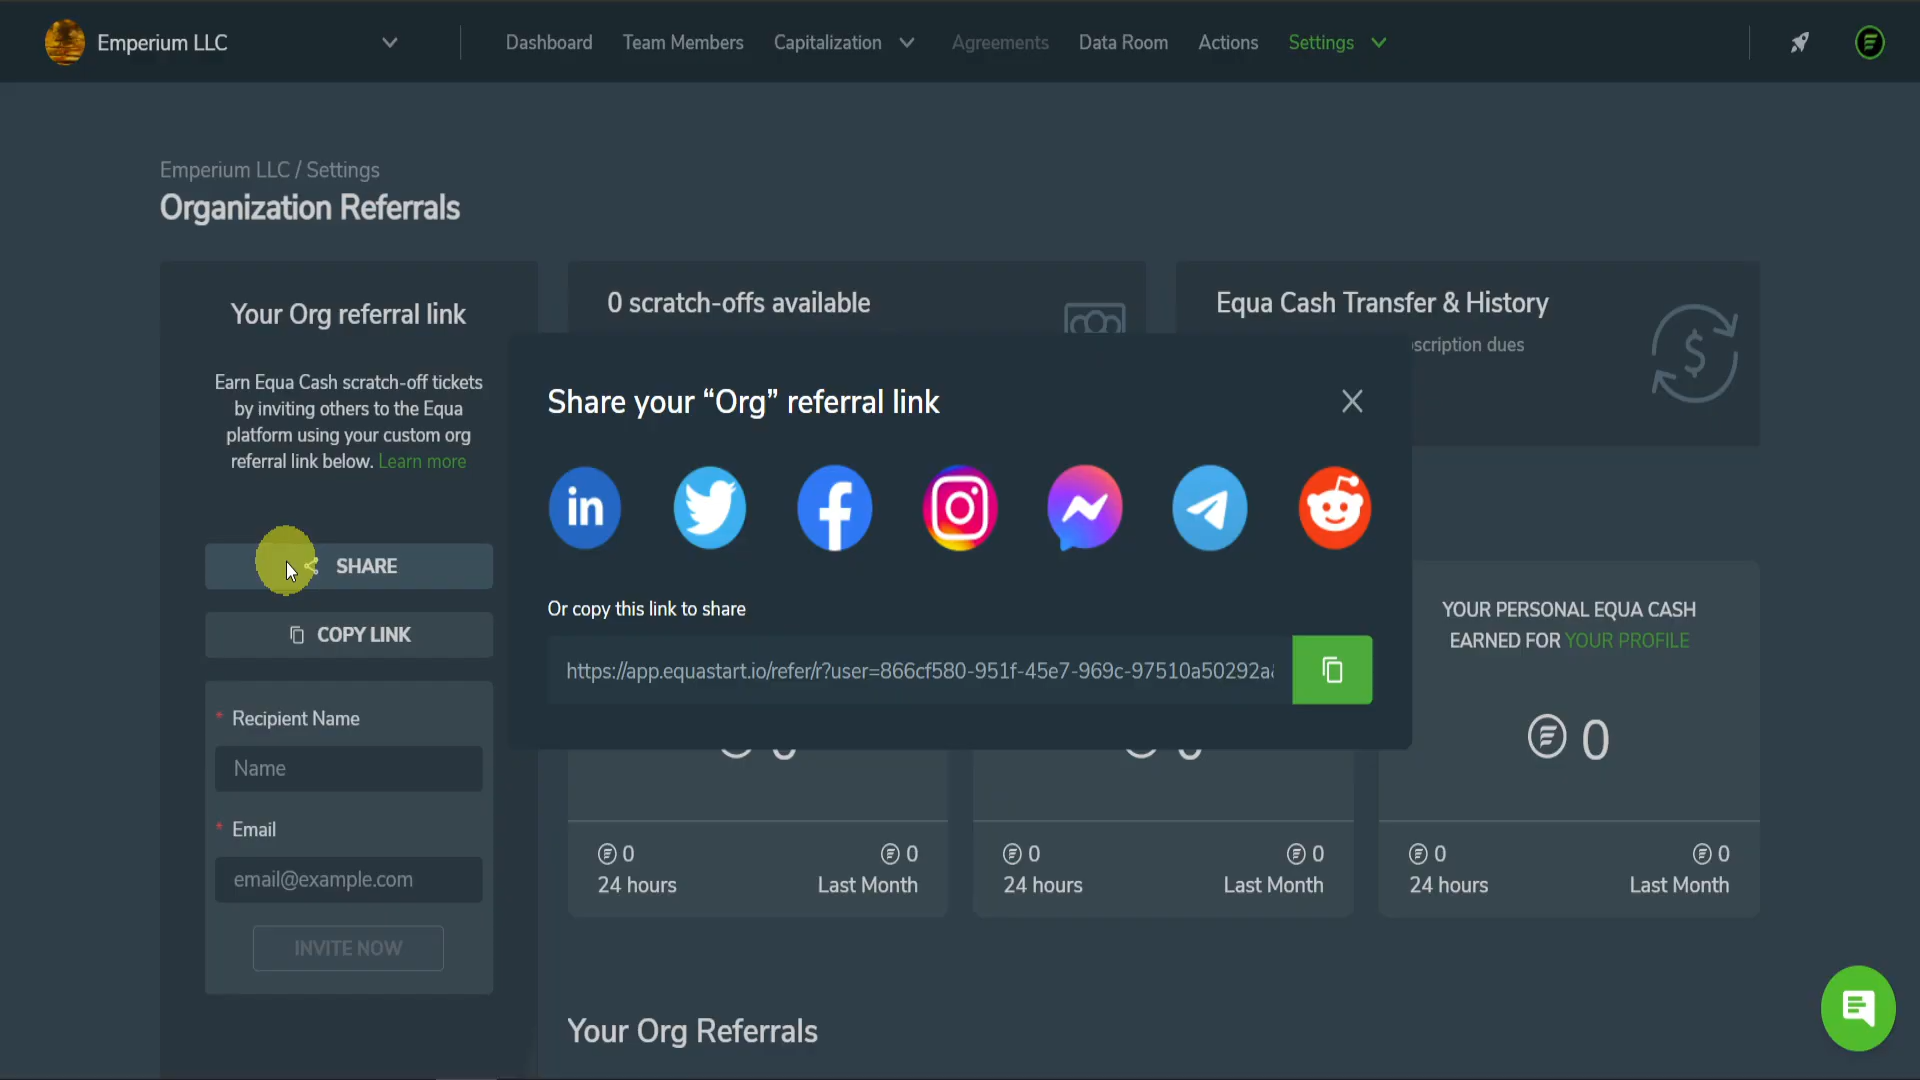 Emperium LLC
Dashboard
Team Members
Capitalization
Agreements
Data Room
Actions
Settings
Emperium LLC / Settings
Organization Referrals
Your Org referral link
Earn Equa Cash scratch-off tickets
by inviting others to the Equa
platform using your custom org
referral link below. Learn more
SHARE
COPY LINK
* Recipient Name
Name
* Email
email@example.com
INVITE NOW
0 scratch-offs available
Equa Cash Transfer & History
scription dues
Share your “Org” referral link
in
Or copy this link to share
https://app.equastart.io/refer/r?user=866cf580-951f-45e7-969c-97510a50292a
YOUR PERSONAL EQUA CASH
EARNED FOR YOUR PROFILE
0
0
0
24 hours
Last Month
0
0
24 hours
Last Month
0
0
24 hours
Last Month
Your Org Referrals